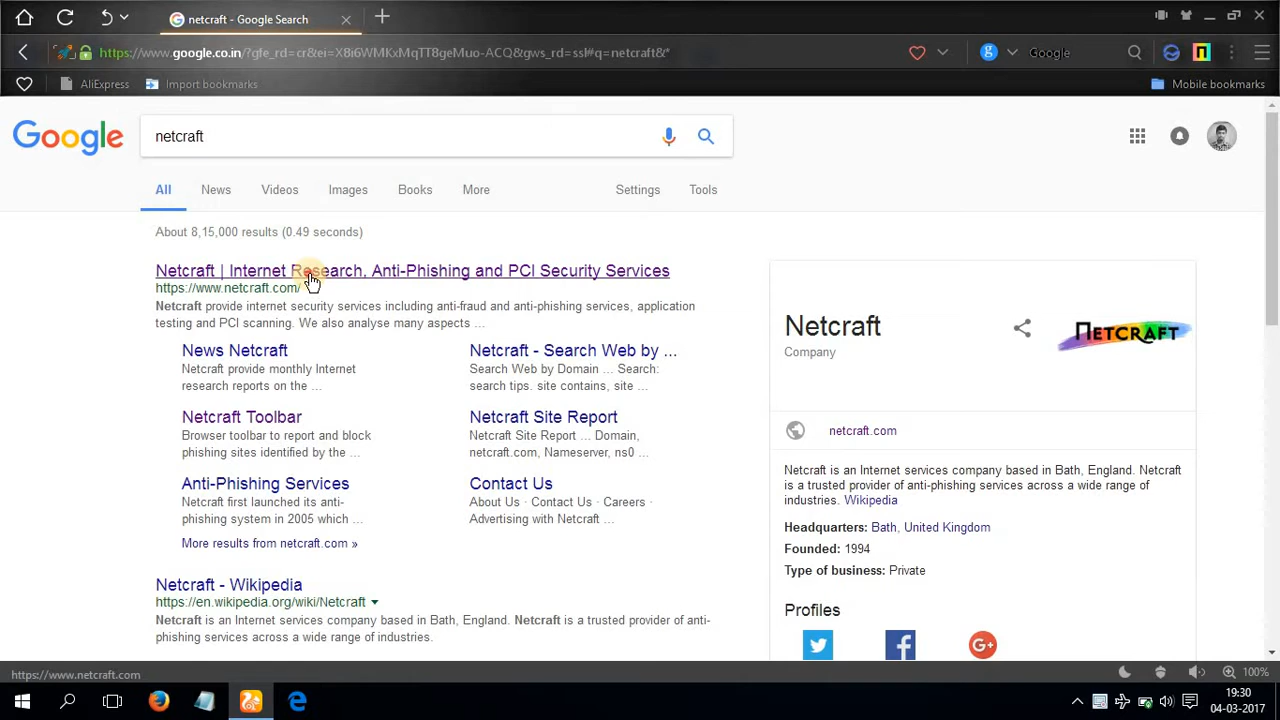 netcraft - Google Search
https://www.google.co.in/?gfe_rd=cr&ei=X8i6WMKxMqTT8geMuo-ACQ&gws_rd=ssl#q=netcraft&*
Google
AliExpress
Import bookmarks
Mobile bookmarks
Google
netcraft
All
News
Videos
Images
Books
More
Settings
Tools
About 8,15,000 results (0.49 seconds)
Netcraft | Internet Research, Anti-Phishing and PCI Security Services
https://www.netcraft.com/
Netcraft provide internet security services including anti-fraud and anti-phishing services, application
testing and PCI scanning. We also analyse many aspects ...
News Netcraft
Netcraft provide monthly Internet
research reports on the ...
Netcraft - Search Web by ...
Search Web by Domain ... Search:
search tips. site contains, site ...
Netcraft Toolbar
Browser toolbar to report and block
phishing sites identified by the ...
Netcraft Site Report
Netcraft Site Report ... Domain,
netcraft.com, Nameserver, ns0 ...
Anti-Phishing Services
Netcraft first launched its anti-
phishing system in 2005 which ...
Contact Us
About Us · Contact Us · Careers ·
Advertising with Netcraft ...
More results from netcraft.com »
Netcraft - Wikipedia
https://en.wikipedia.org/wiki/Netcraft
Netcraft is an Internet services company based in Bath, England. Netcraft is a trusted provider of anti-
phishing services across a wide range of industries.
Netcraft
Company
NETCRAFT
netcraft.com
Netcraft is an Internet services company based in Bath, England. Netcraft
is a trusted provider of anti-phishing services across a wide range of
industries. Wikipedia
Headquarters: Bath, United Kingdom
Founded: 1994
Type of business: Private
Profiles
https://www.netcraft.com
100%
19:30
04-03-2017